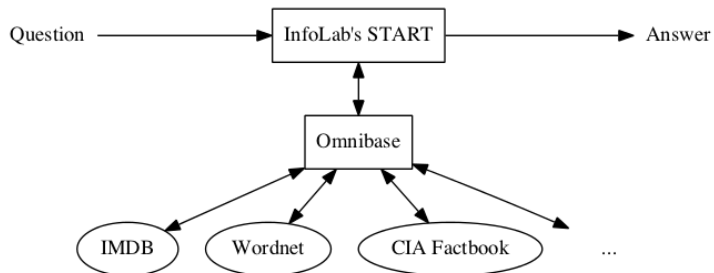 Question
InfoLab's START
Answer
Omnibase
IMDB
Wordnet
CIA Factbook
...